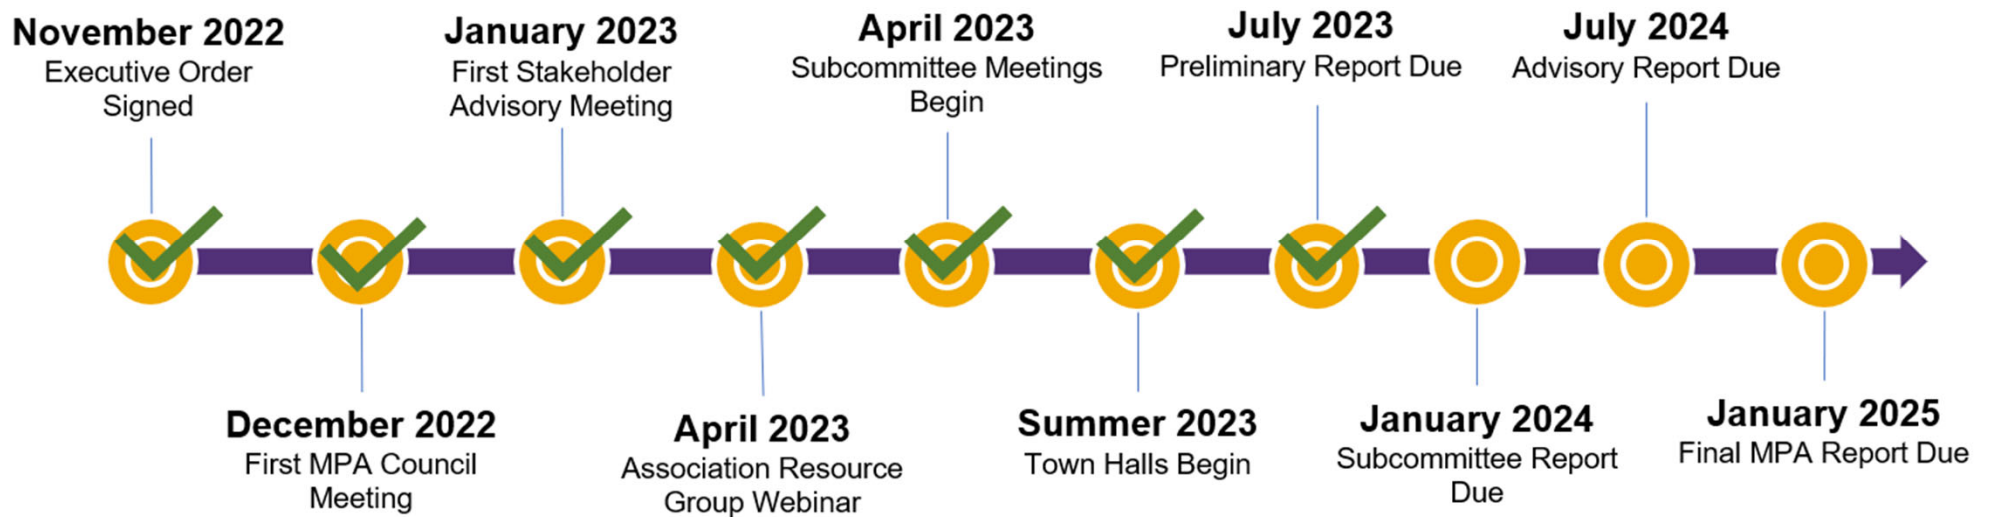 November 2022
Executive Order
Signed
January 2023
First Stakeholder
Advisory Meeting
April 2023
Subcommittee Meetings
Begin
July 2023
Preliminary Report Due
July 2024
Advisory Report Due
December 2022
First MPA Council
Meeting
April 2023
Association Resource
Group Webinar
Summer 2023
Town Halls Begin
January 2024
Subcommittee Report
Due
January 2025
Final MPA Report Due